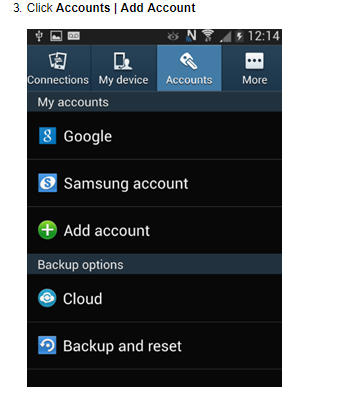 3. Click Accounts | Add Account
12:14
Connections My device Accounts More
My accounts
Google
Samsung account
Add account
Backup options
Cloud
Backup and reset